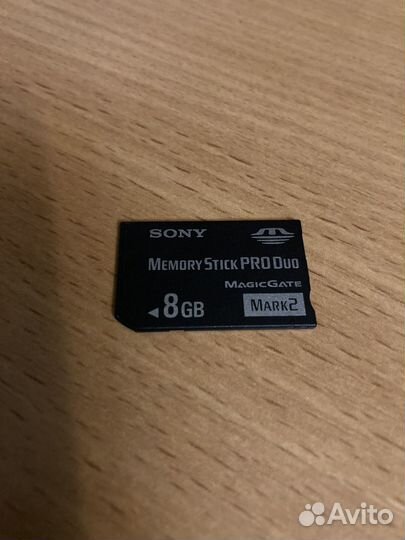 SONY
MEMORY STICK PRO DUO
MAGICGATE
8GB MARK2
Avito